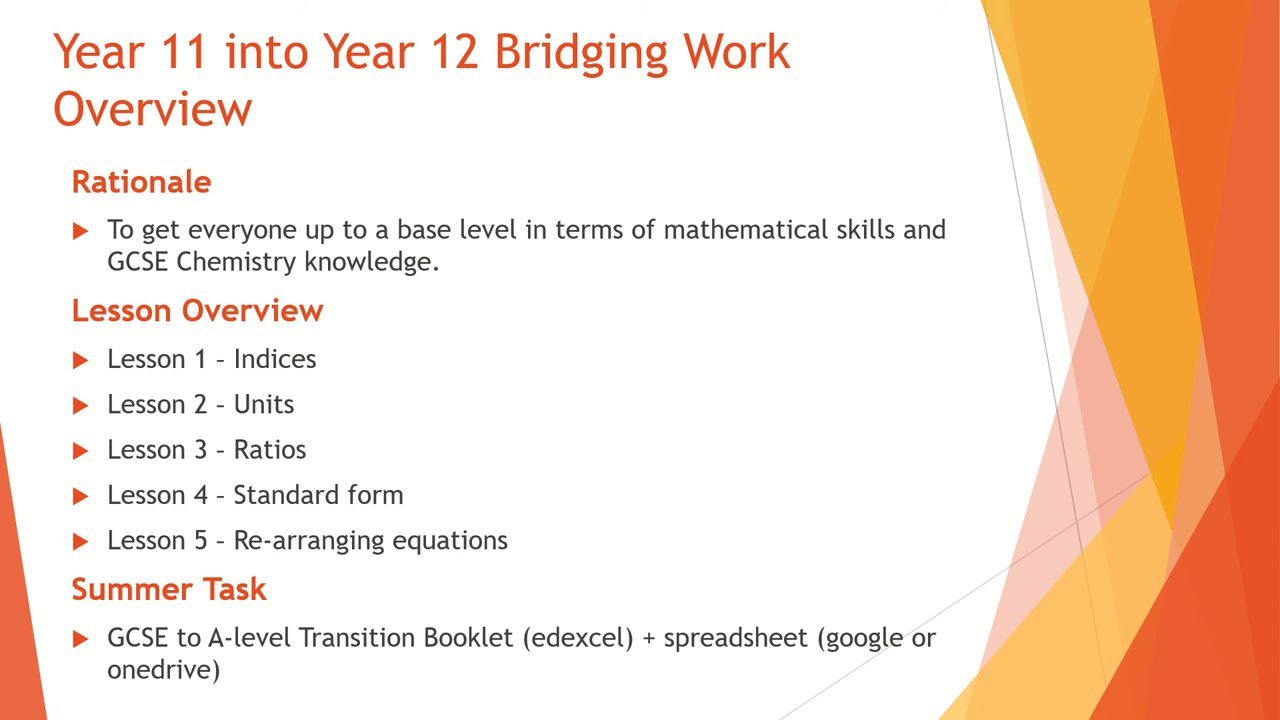 Year 11 into Year 12 Bridging Work
Overview
Rationale
To get everyone up to a base level in terms of mathematical skills and
GCSE Chemistry knowledge.
Lesson Overview
Lesson 1 – Indices
Lesson 2 – Units
Lesson 3 – Ratios
Lesson 4 – Standard form
Lesson 5 – Re-arranging equations
Summer Task
GCSE to A-level Transition Booklet (edexcel) + spreadsheet (google or
onedrive)